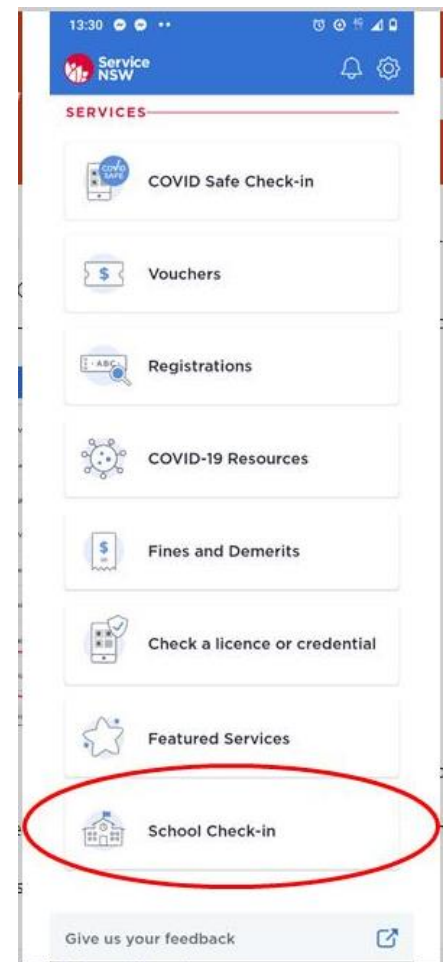 13:30
Service
NSW
SERVICES
COVID
SAFE
COVID Safe Check-in
$
Vouchers
ABC
Registrations
COVID-19 Resources
$
Fines and Demerits
Check a licence or credential
Featured Services
School Check-in
Give us your feedback